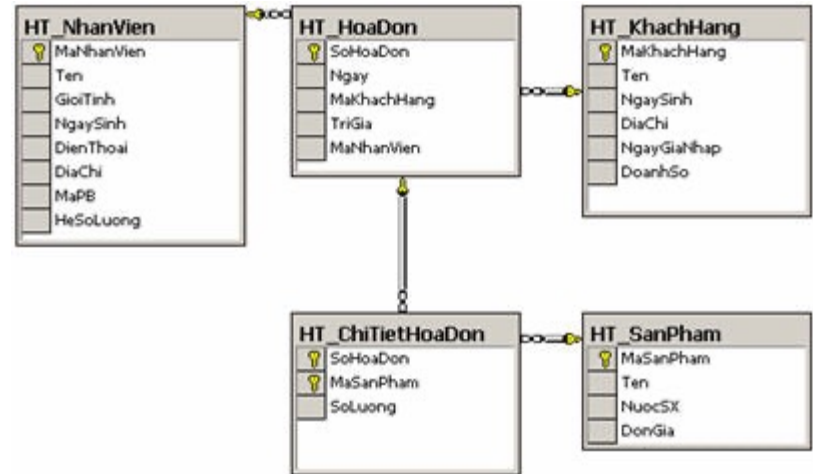 HT_NhanVien
MaNhanVien
Ten
GioiTinh
NgaySinh
DienThoai
DiaChi
MaPB
HeSoLuong
HT_HoaDon
SoHoaDon
Ngay
MaKhachHang
TriGia
MaNhanVien
HT_KhachHang
MaKhachHang
Ten
NgaySinh
DiaChi
NgayGiaNhap
DoanhSo
HT_ChiTietHoaDon
SoHoaDon
MaSanPham
SoLuong
HT_SanPham
MaSanPham
Ten
NuocSX
DonGia